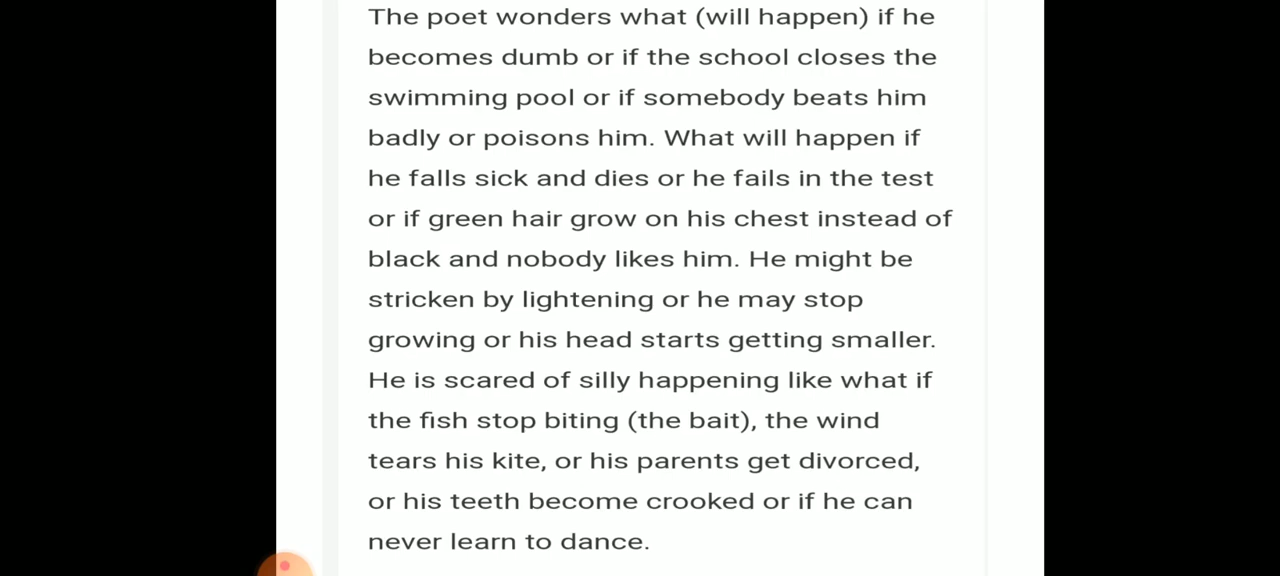 The poet wonders what (will happen) if he
becomes dumb or if the school closes the
swimming pool or if somebody beats him
badly or poisons him. What will happen if
he falls sick and dies or he fails in the test
or if green hair grow on his chest instead of
black and nobody likes him. He might be
stricken by lightening or he may stop
growing or his head starts getting smaller.
He is scared of silly happening like what if
the fish stop biting (the bait), the wind
tears his kite, or his parents get divorced,
or his teeth become crooked or if he can
never learn to dance.